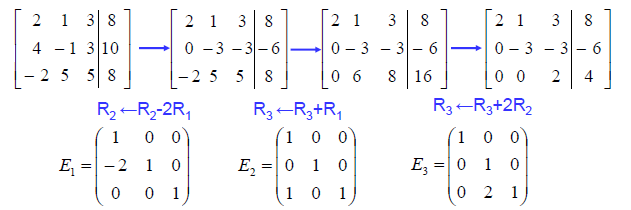 2 1 3 8 2 1 3 8 2 1 3 8 2 1 3 8
4 -1 3 10 0 -3 -3 -6 0 -3 -3 -6 0 -3 -3 -6
-2 5 5 8 -2 5 5 8 0 6 8 16 0 0 2 4
R2←R2-2R1 R3←R3+R1 R3←R3+2R2
1 0 0 1 0 0 1 0 0
E1 = -2 1 0 E2 = 0 1 0 E3 = 0 1 0
0 0 1 1 0 1 0 2 1